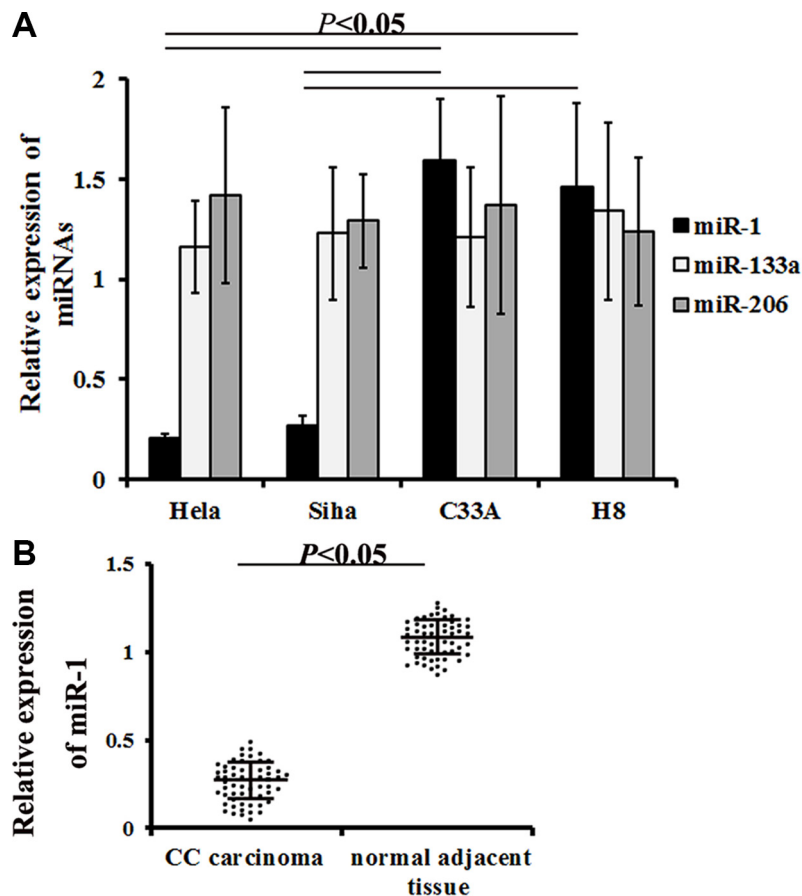 A
P<0.05
Relative expression of
miRNAs
2
1.5
1
0.5
0
Hela
Siha
C33A
H8
miR-1
miR-133a
miR-206
B
P<0.05
Relative expression
of miR-1
1.5
1
0.5
0
CC carcinoma
normal adjacent
tissue